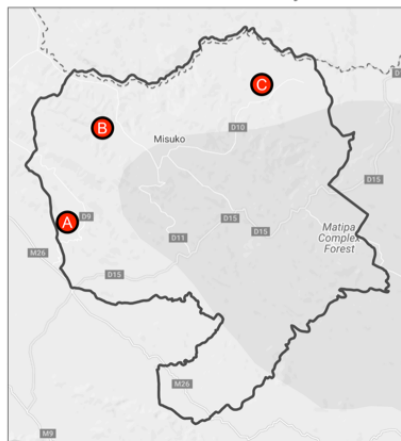 C
D
B
D10
Misuko
D15
A
D9
D15
D15
D11
Matipa
Complex
Forest
M26
D15
M26
M9